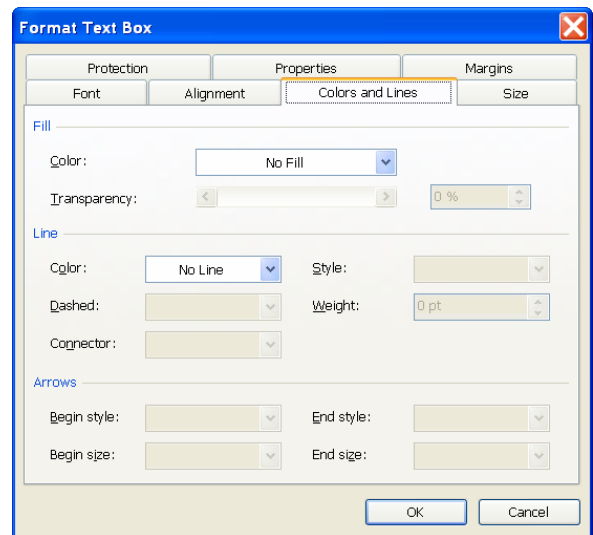 Format Text Box
Protection Properties Margins
Font Alignment Colors and Lines Size
Fill
Color: No Fill
Transparency: 0 %
Line
Color: No Line Style:
Dashed: Weight: 0 pt
Connector:
Arrows
Begin style: End style:
Begin size: End size:
OK Cancel